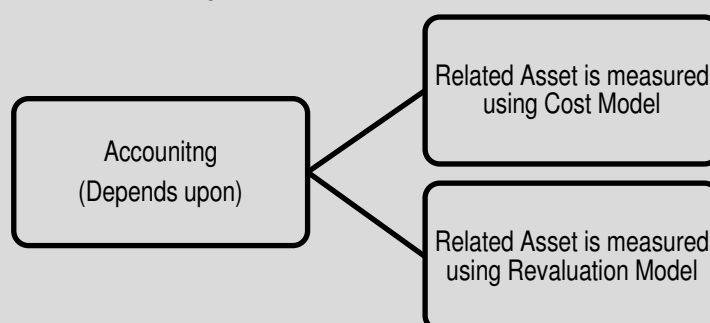 Related Asset is measured
using Cost Model
Accounitng
(Depends upon)
Related Asset is measured
using Revaluation Model